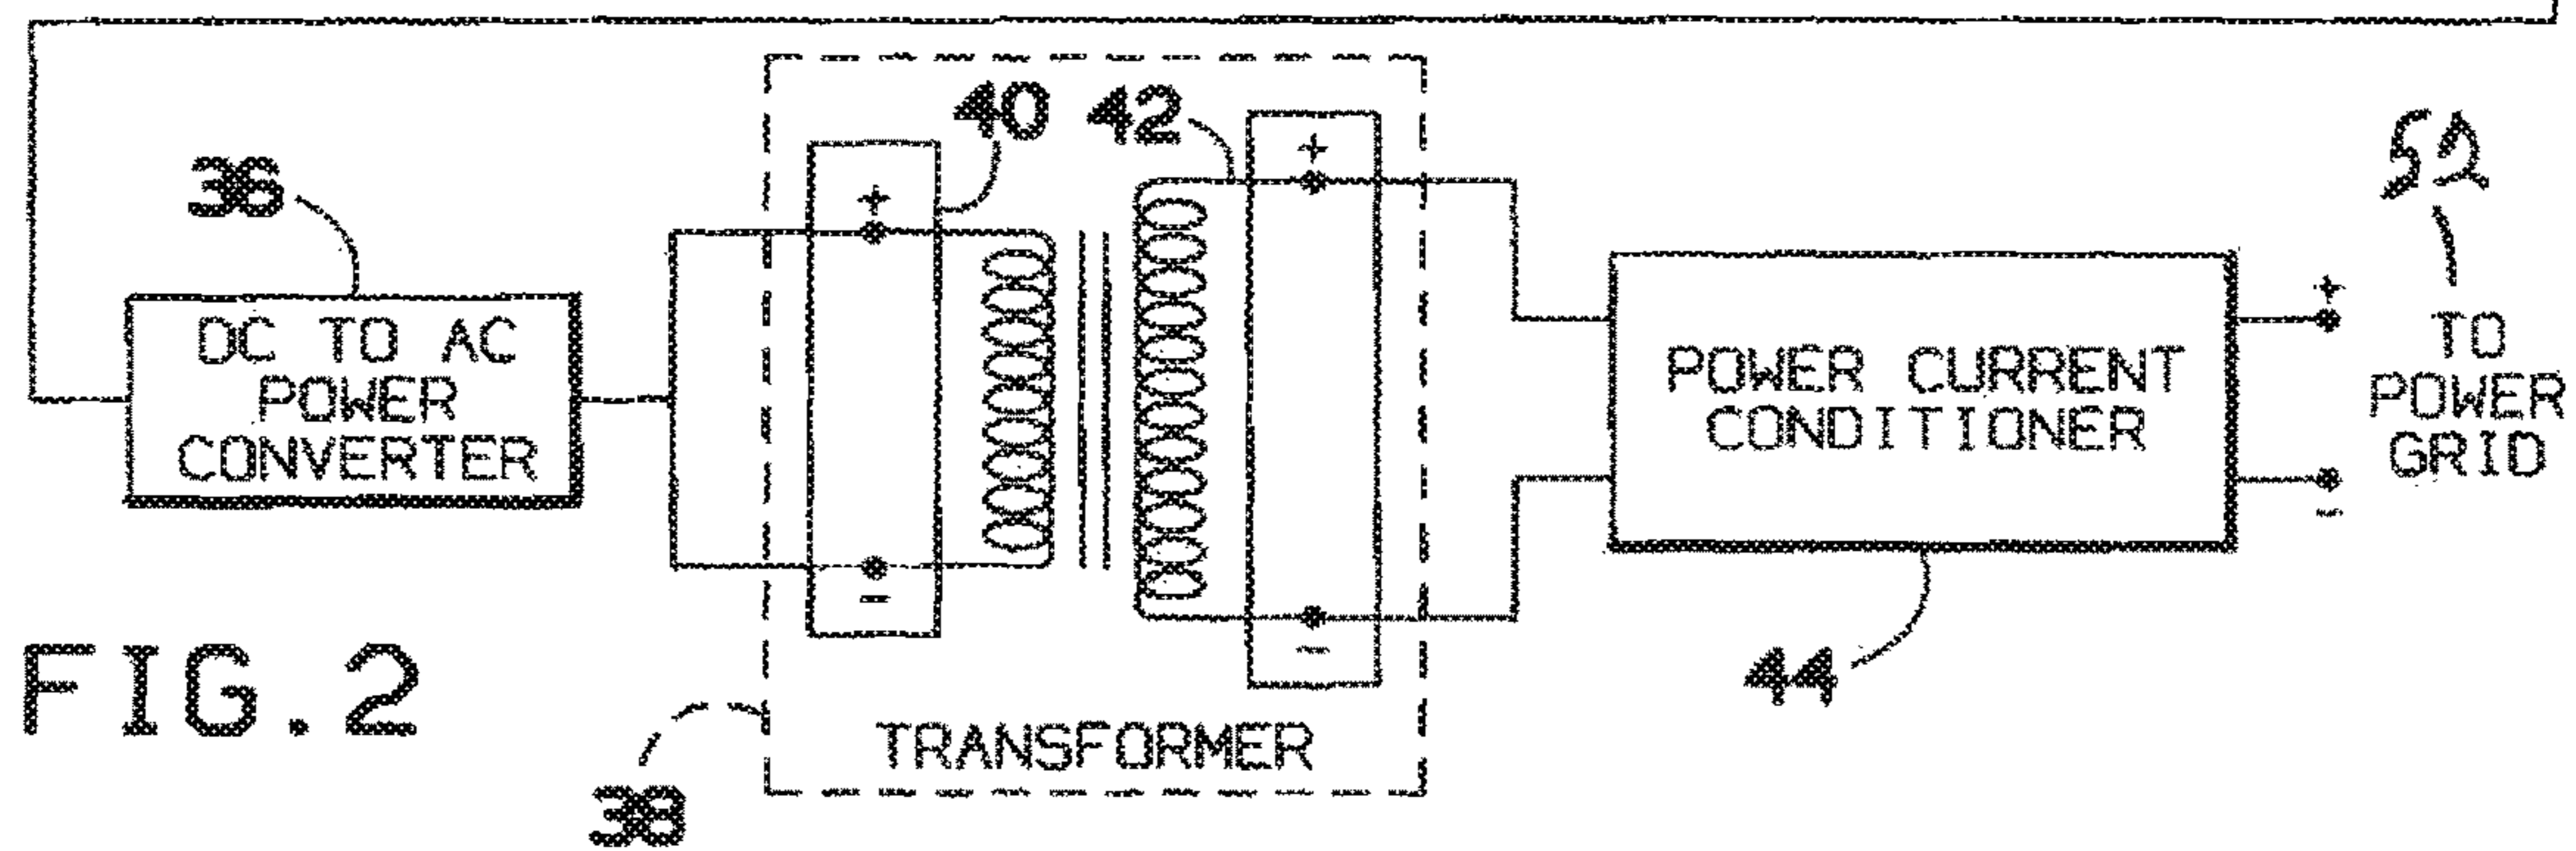 40
42
+
52
36
+
+
DC TO AC
POWER
CONVERTER
POWER CURRENT
CONDITIONER
TO
POWER
GRID
-
-
-
FIG.2
44
TRANSFORMER
38